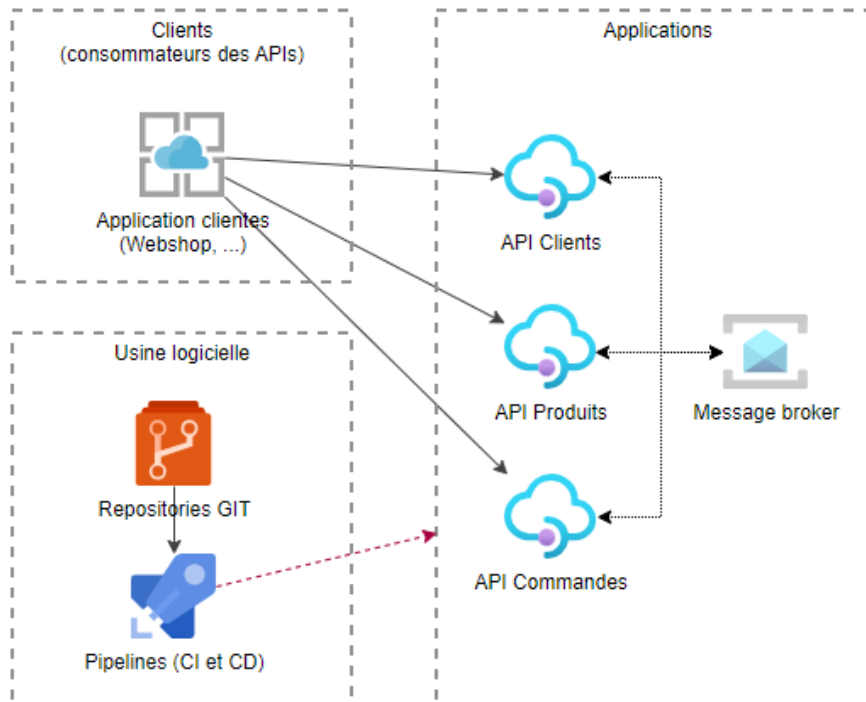 Clients
(consommateurs des APIs)
Application clientes
(Webshop, ...)
Usine logicielle
Repositories GIT
Pipelines (CI et CD)
Applications
API Clients
API Produits
Message broker
API Commandes